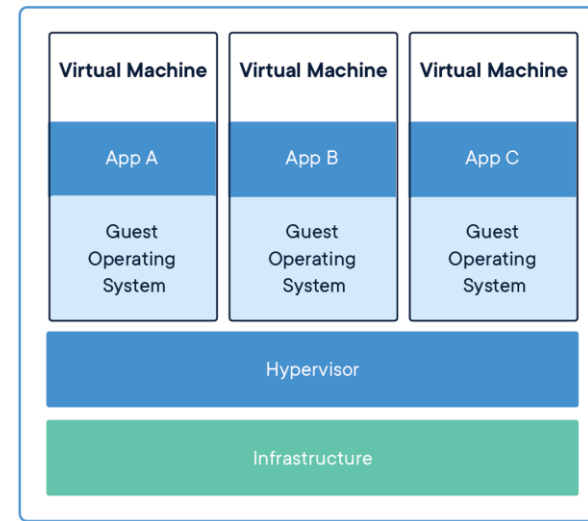 Virtual Machine
Virtual Machine
Virtual Machine
App A
App B
App C
Guest
Operating
System
Guest
Operating
System
Guest
Operating
System
Hypervisor
Infrastructure